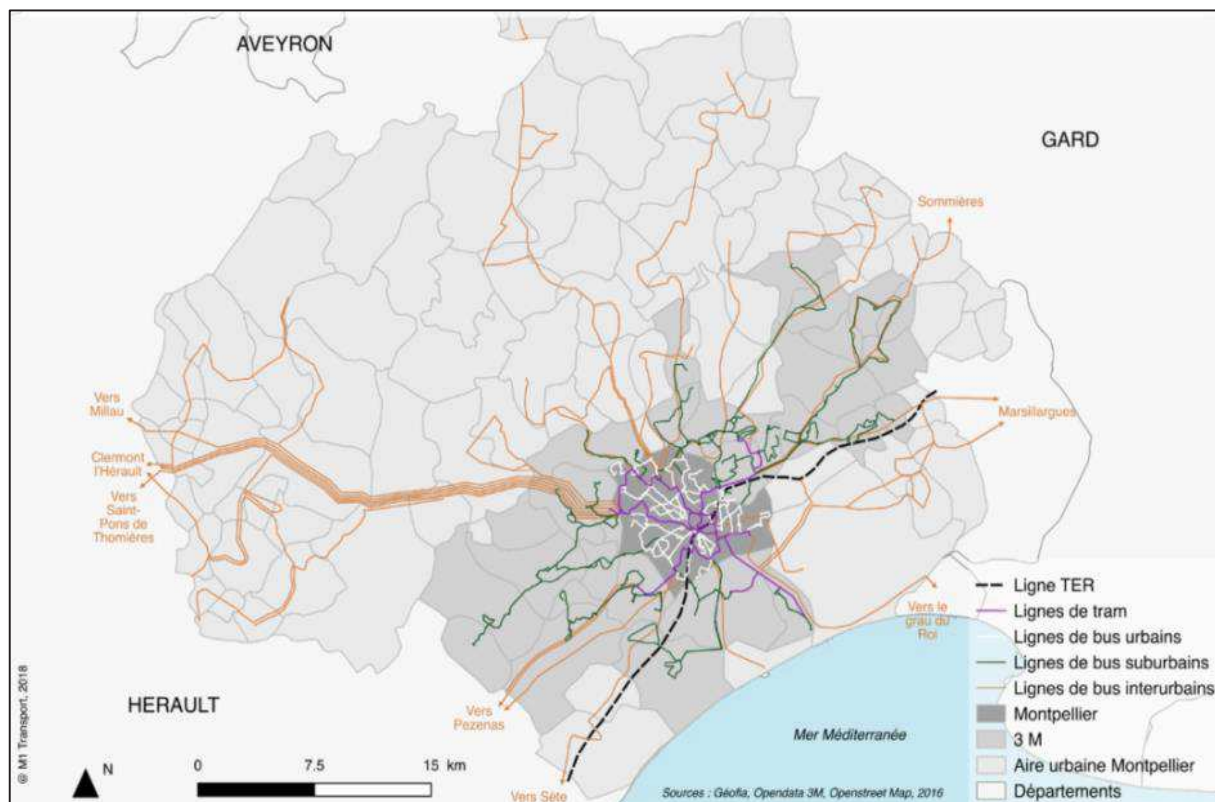 AVEYRON
GARD
Sommières
Vers
Millau
Marsillargues
Clermont
l'Hérault
Vers
Saint-
Pons de
Thomières
Ligne TER
Lignes de tram
Vers le
grau du
Roi
Lignes de bus urbains
Lignes de bus suburbains
Lignes de bus interurbains
HERAULT
Vers
Pezenas
Montpellier
3 M
Mer Méditerranée
Aire urbaine Montpellier
Départements
© M1 Transport, 2018
N
0 7.5 15 km
Vers Sète
Sources : Géofla, Opendata 3M, Openstreet Map, 2016